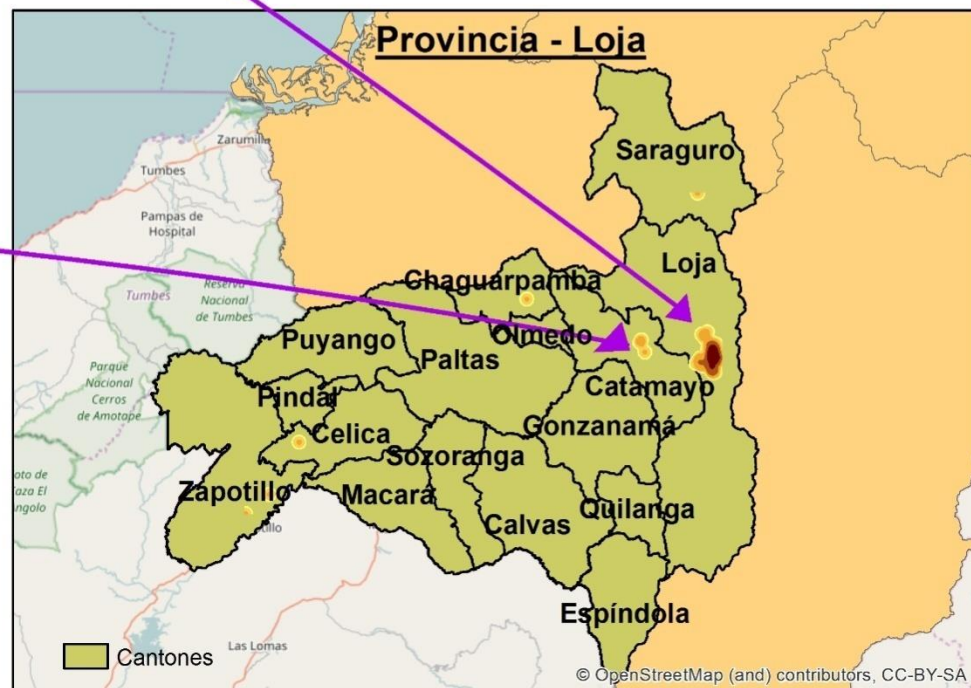 Provincia - Loja
Saraguro
Zarumilla
Tumbes
Pampas de
Hospital
Loja
Chaguarpamba
Reserva
Nacional
de Tumbes
Tumbes
Olmedo
Puyango
Paltas
Parque
Nacional
Cerros
de Amotape
Catamayo
Pindal
Gonzanamá
Celica
Sozoranga
Zapotillo
Macará
Quilanga
Calvas
Espíndola
Las Lomas
Cantones
© OpenStreetMap (and) contributors, CC-BY-SA